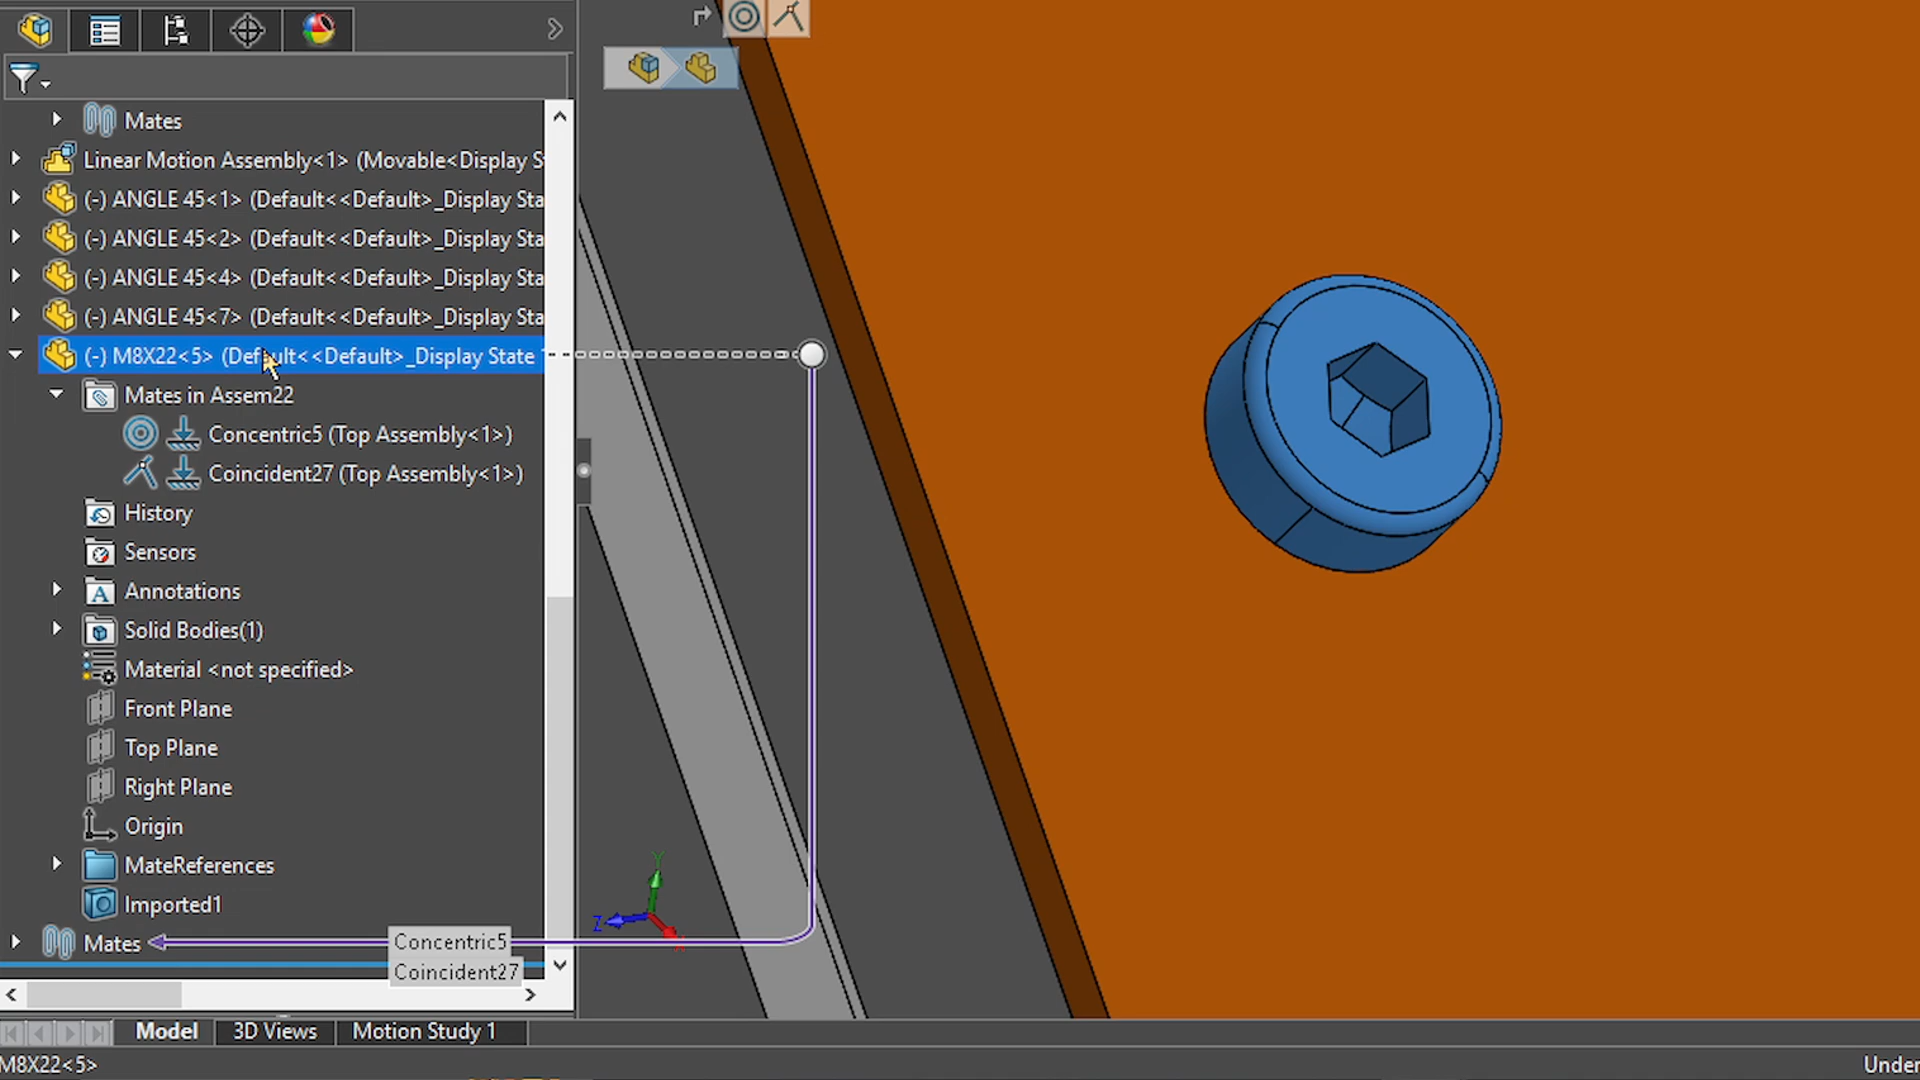 Mates
Linear Motion Assembly<1> (Movable<Display S
(-) ANGLE 45<1> (Default<<Default>_Display Sta
(-) ANGLE 45<2> (Default<<Default>_Display Sta
(-) ANGLE 45<4> (Default<<Default>_Display Sta
(-) ANGLE 45<7> (Default<<Default>_Display Sta
(-) M8X22<5> (Default<<Default>_Display State 1
Mates in Assem22
Concentric5 (Top Assembly<1>)
Coincident27 (Top Assembly<1>)
History
Sensors
A Annotations
Solid Bodies(1)
Material <not specified>
Front Plane
Top Plane
Right Plane
Origin
MateReferences
Imported1
Mates
Concentric5
Coincident27
Y
Z
X
Model
3D Views
Motion Study 1
M8X22<5>
Under